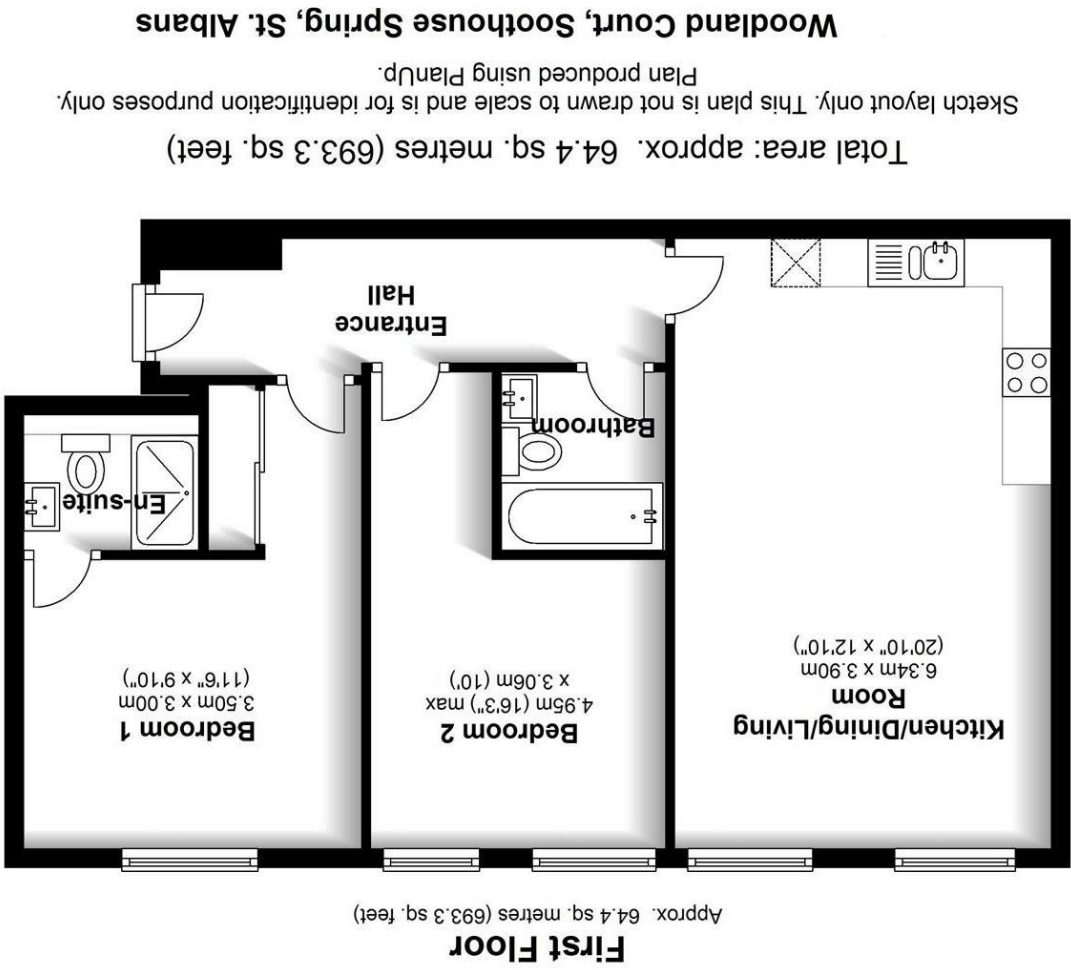 First Floor
Approx. 64.4 sq. metres (693.3 sq. feet)
Kitchen/Dining/Living
Room
6.34m x 3.90m
(20'10" x 12'10")
Bedroom 2
4.95m (16'3") max
x 3.06m (10')
Bedroom 1
3.50m x 3.00m
(11'6" x 9'10")
En-suite
Bathroom
Entrance
Hall
Total area: approx. 64.4 sq. metres (693.3 sq. feet)
Sketch layout only. This plan is not drawn to scale and is for identification purposes only.
Plan produced using PlanUp.
Woodland Court, Soothouse Spring, St. Albans